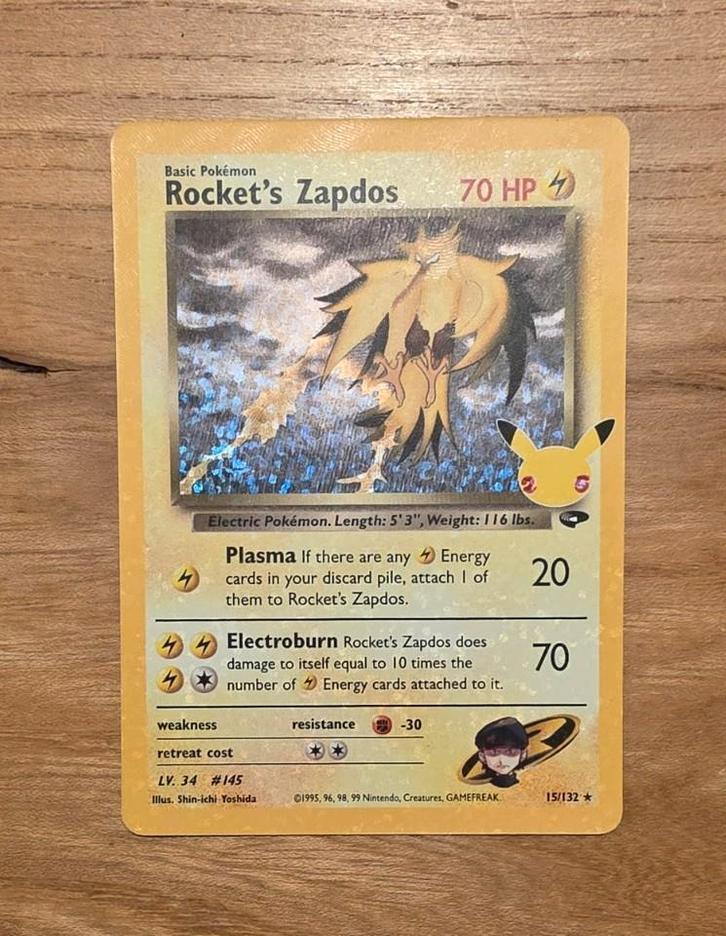 Basic Pokémon
Rocket's Zapdos 70 HP
Electric Pokémon. Length: 5' 3", Weight: 116 lbs.
Plasma If there are any Energy
cards in your discard pile, attach 1 of
them to Rocket's Zapdos.
20
Electroburn Rocket's Zapdos does
damage to itself equal to 10 times the
number of Energy cards attached to it.
70
weakness resistance -30
retreat cost
LV. 34 #145
Illus. Shin-ichi Yoshida ©1995, 96, 98, 99 Nintendo, Creatures, GAMEFREAK. 15/132 ★